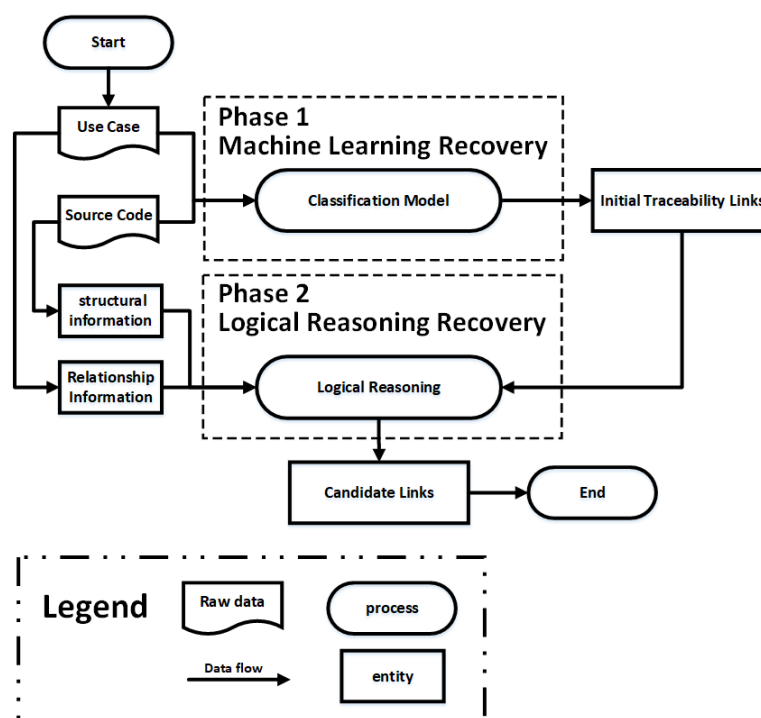 Start
Use Case
Phase 1
Machine Learning Recovery
Classification Model
Initial Traceability Links
Source Code
structural
information
Phase 2
Logical Reasoning Recovery
Relationship
Information
Logical Reasoning
Candidate Links
End
Legend
Raw data
process
Data flow
entity